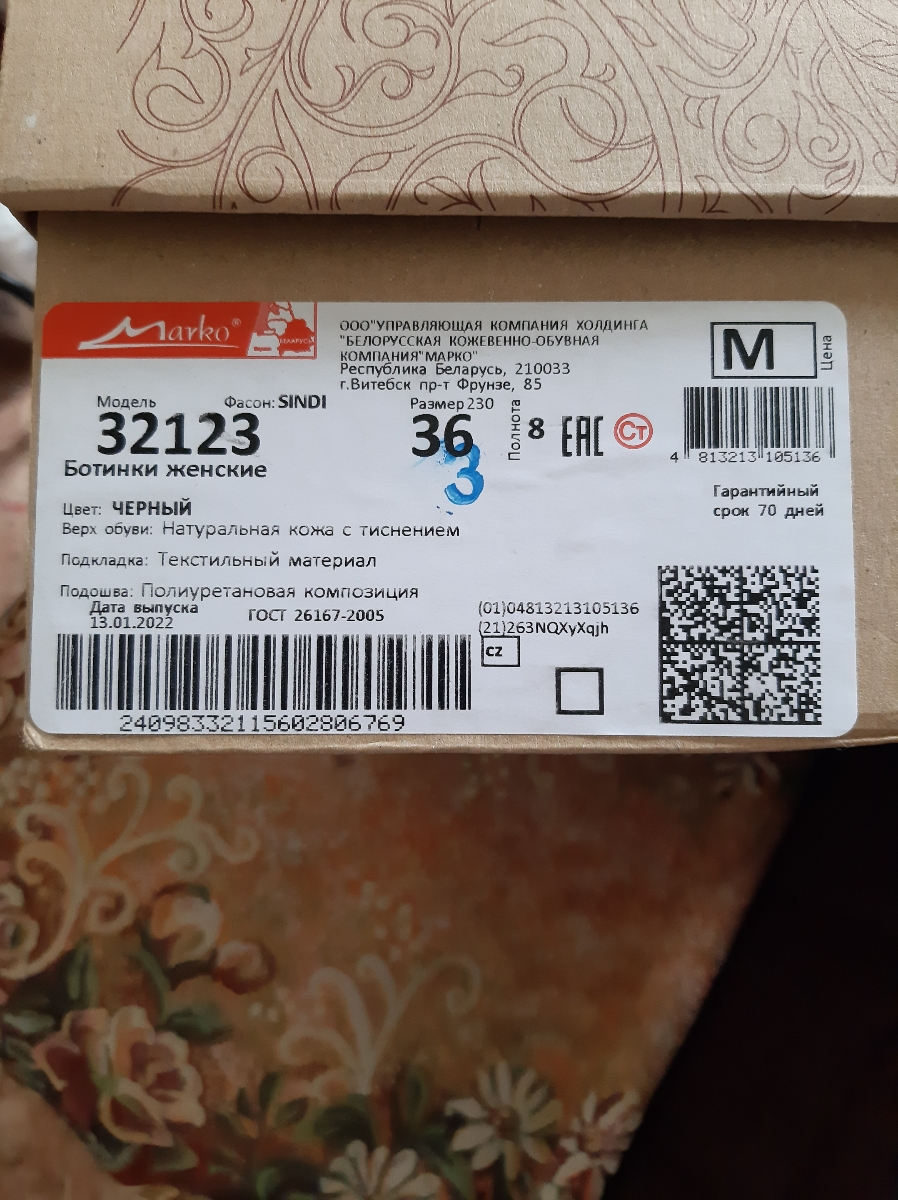 Marko®
БЕЛАРУСЬ
ООО"УПРАВЛЯЮЩАЯ КОМПАНИЯ ХОЛДИНГА
"БЕЛОРУССКАЯ КОЖЕВЕННО-ОБУВНАЯ
КОМПАНИЯ"МАРКО"
Республика Беларусь, 210033
г.Витебск пр-т Фрунзе, 85
M
Цена
Модель Фасон: SINDI Размер 230
32123 36 Полнота 8 EAC Ст
3
4 813213 105136
Ботинки женские
Гарантийный
срок 70 дней
Цвет: ЧЕРНЫЙ
Верх обуви: Натуральная кожа с тиснением
Подкладка: Текстильный материал
Подошва: Полиуретановая композиция
Дата выпуска
13.01.2022
ГОСТ 26167-2005
(01)04813213105136
(21)263NQXyXqjh
cz
24098332115602806769